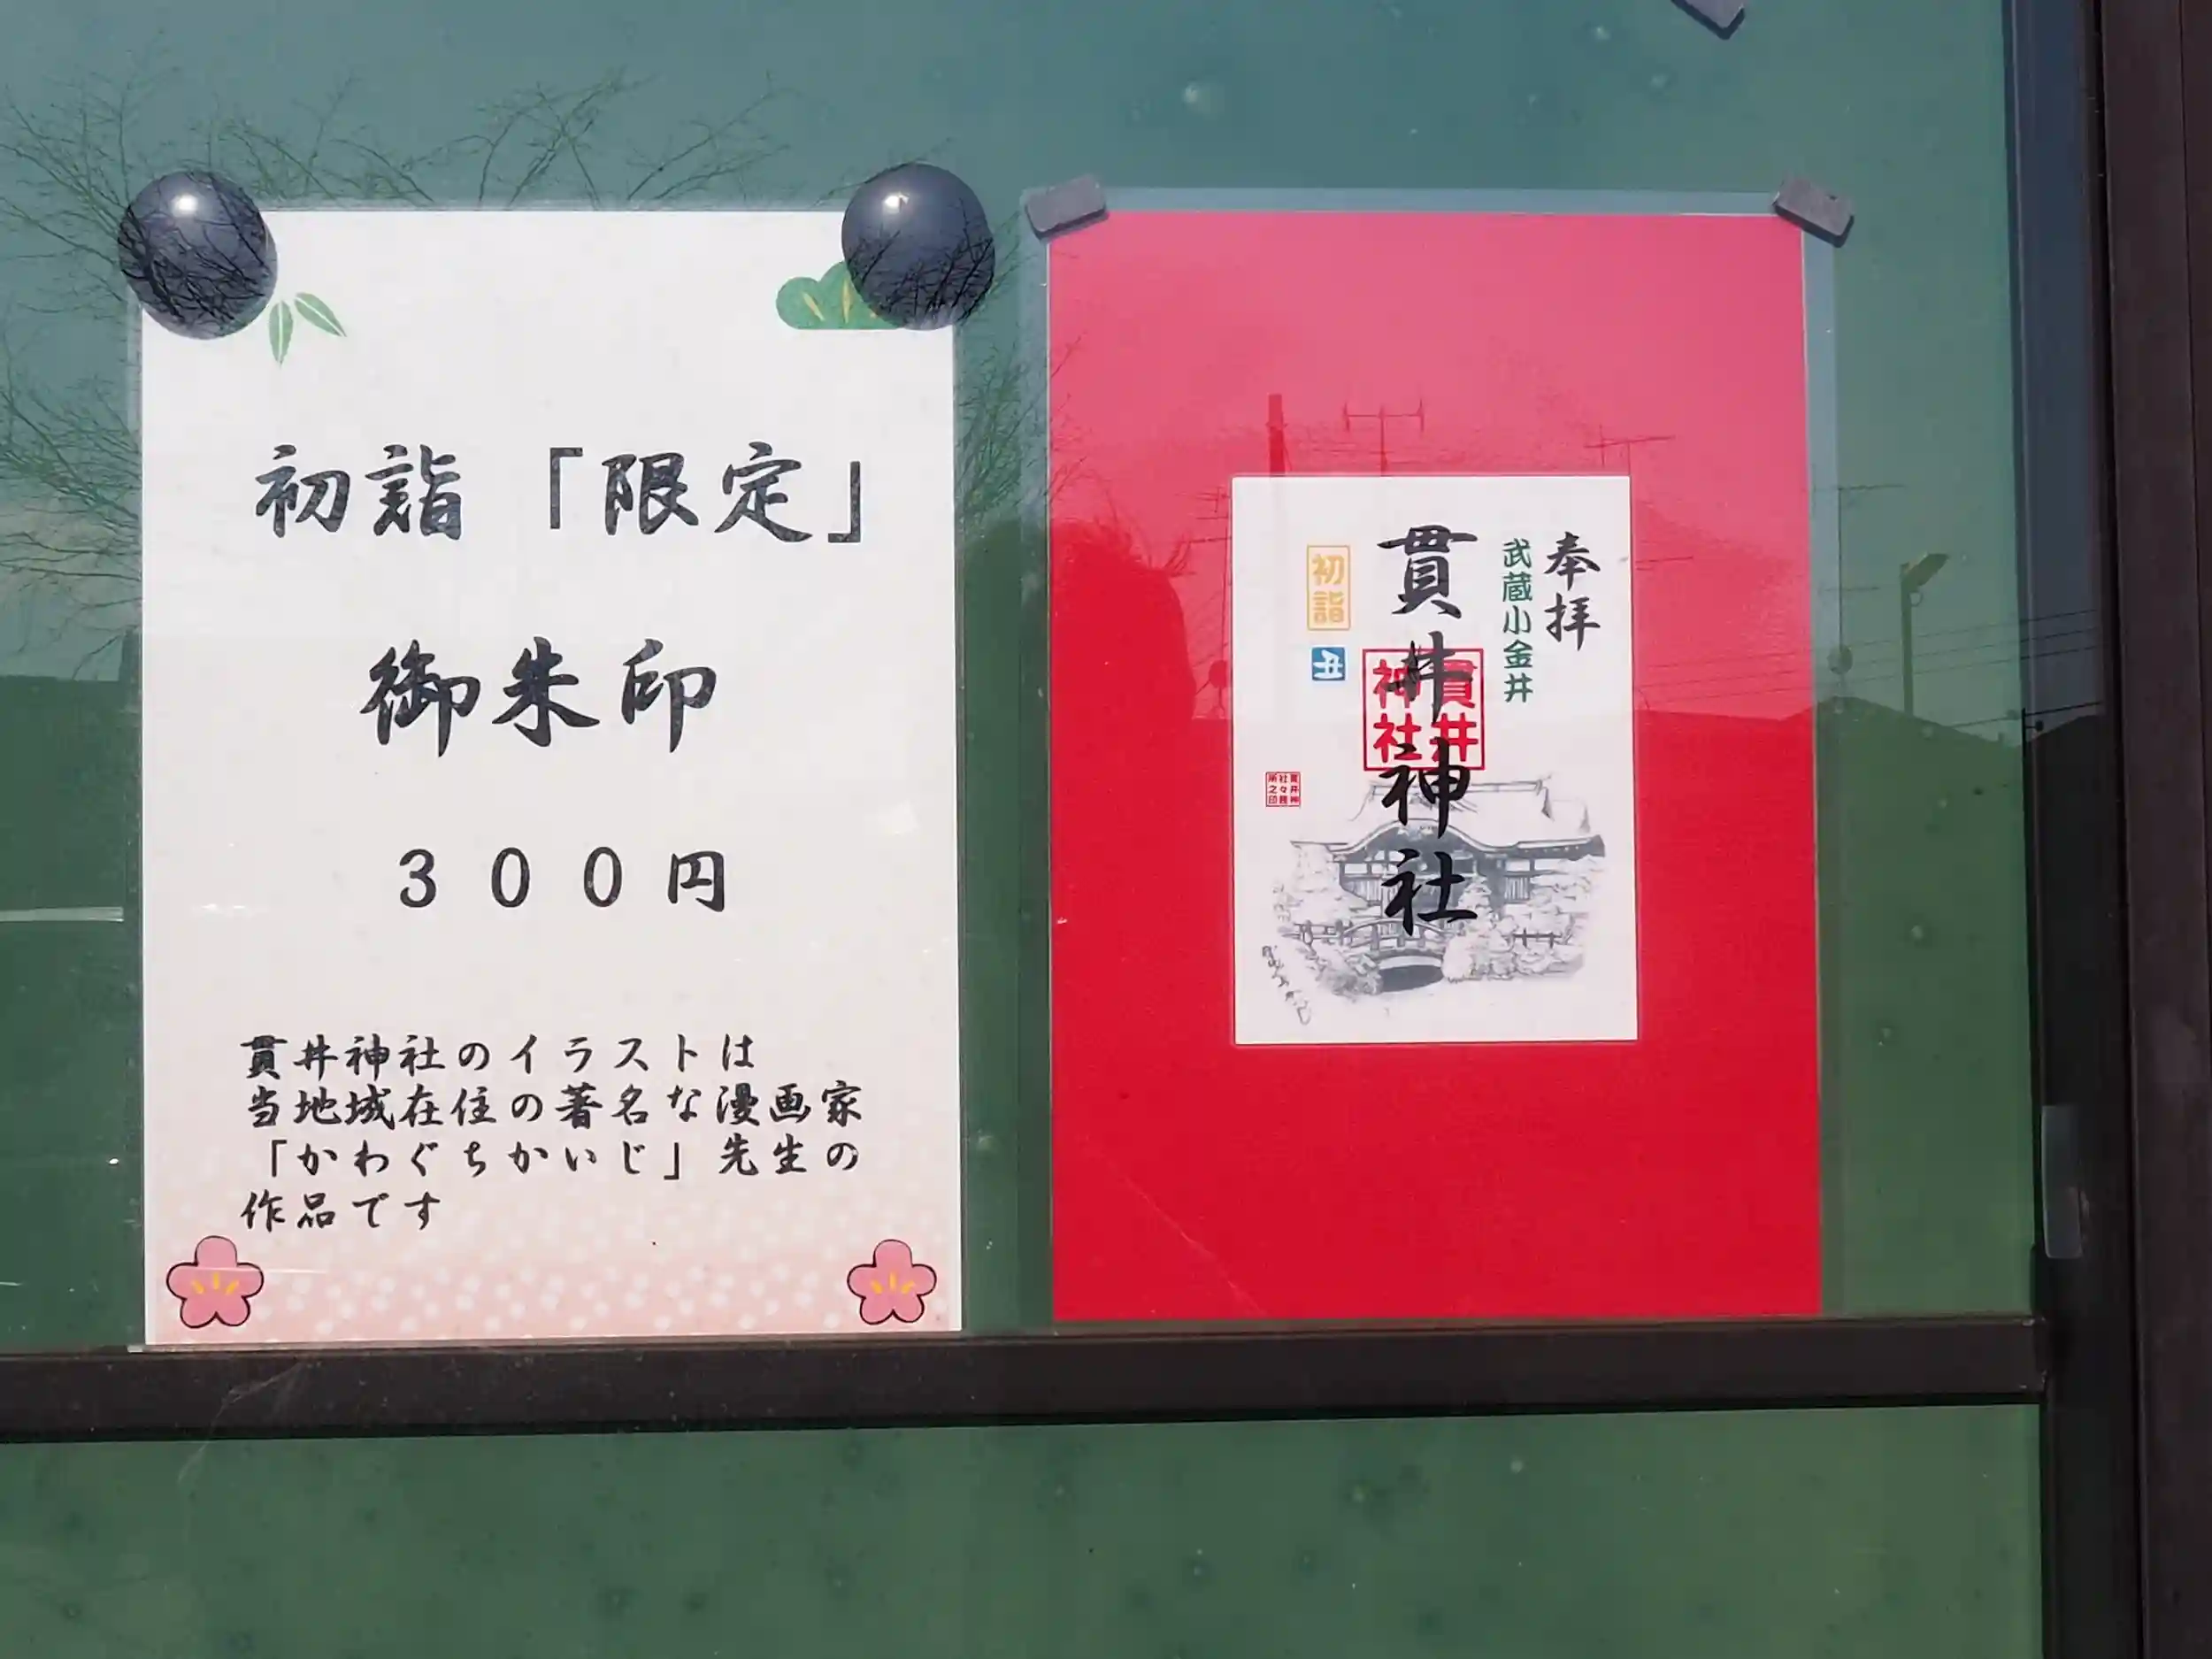 初詣「限定」
御朱印
３００円
貫井神社のイラストは
当地域在住の著名な漫画家
「かわぐちかいじ」先生の
作品です
奉拝
武蔵小金井
貫井神社
貫井
神社
初詣
丑